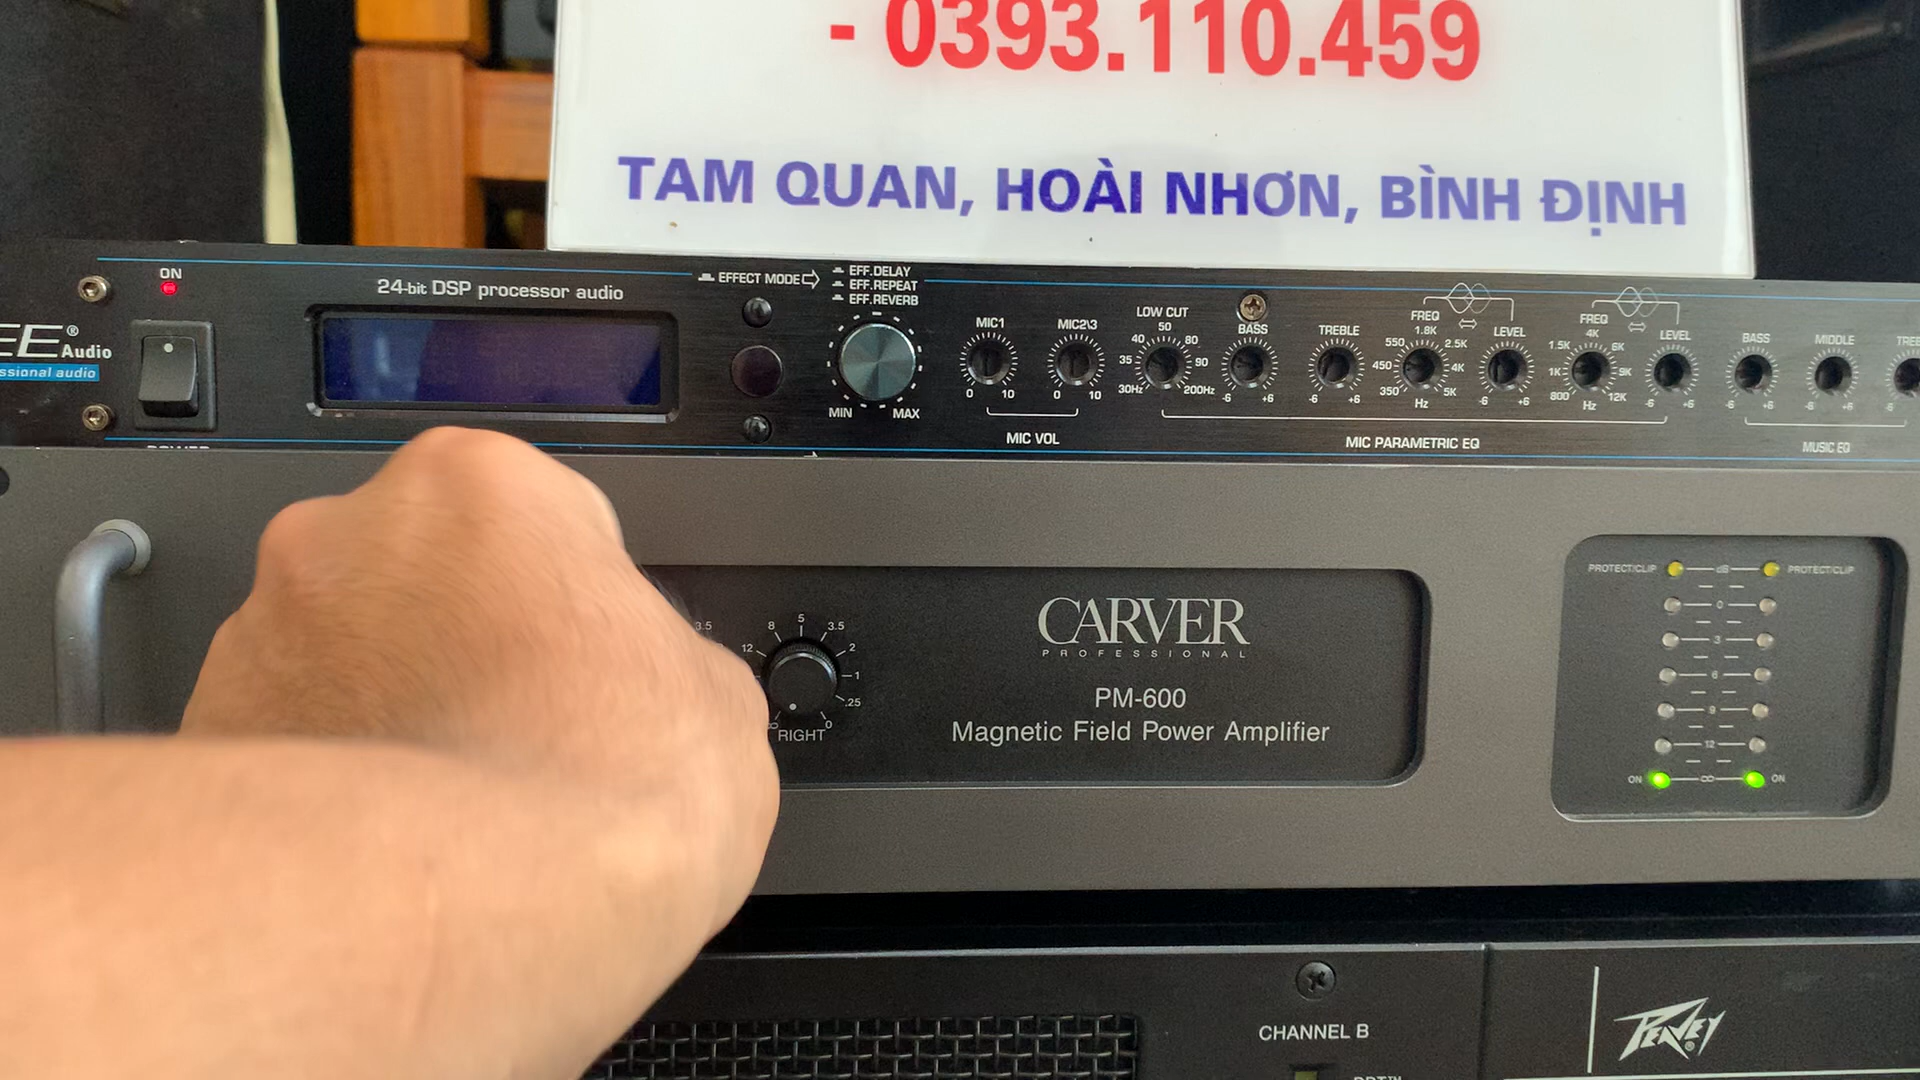 - 0393.110.459
TAM QUAN, HOÀI NHƠN, BÌNH ĐỊNH
ON
EE® Audio
24-bit DSP processor audio
EFFECT MODE
EFF.DELAY
EFF.REPEAT
EFF.REVERB
MIN MAX
MIC1
0 10
MIC2\3
0 10
MIC VOL
LOW CUT
50
40 80
35 90
30Hz 200Hz
BASS
-6 +6
TREBLE
-6 +6
FREQ
1.8K
550 2.5K
450 4K
350 5K
Hz
LEVEL
-6 +6
FREQ
4K
1.5K 6K
1K 9K
800 12K
Hz
LEVEL
-6 +6
MIC PARAMETRIC EQ
BASS
-6 +6
MIDDLE
-6 +6
-6
MUSIC EQ
3.5
5
8 3.5
12 2
1
.25
∞ 0
RIGHT
CARVER
PROFESSIONAL
PM-600
Magnetic Field Power Amplifier
PROTECT/CLIP dB PROTECT/CLIP
0
3
6
9
12
ON ∞ ON
CHANNEL B
PEAVEY®